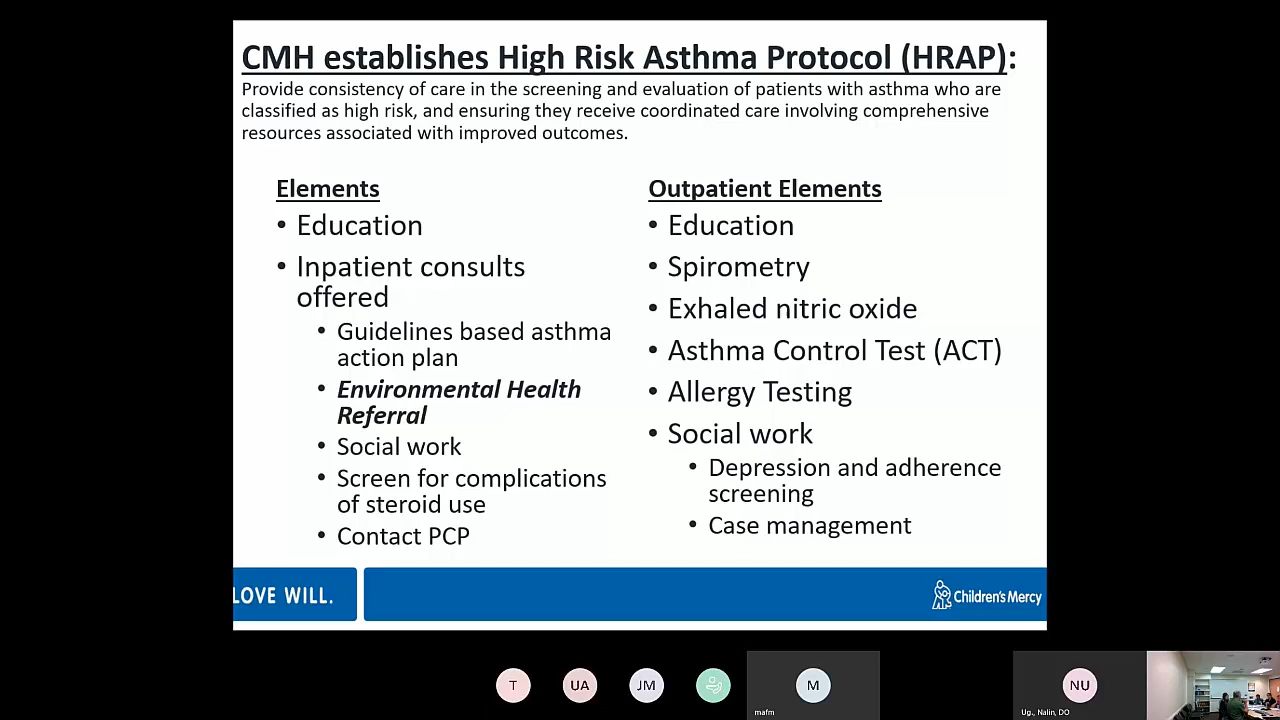 CMH establishes High Risk Asthma Protocol (HRAP):
Provide consistency of care in the screening and evaluation of patients with asthma who are
classified as high risk, and ensuring they receive coordinated care involving comprehensive
resources associated with improved outcomes.
Elements
• Education
• Inpatient consults
offered
• Guidelines based asthma
action plan
• Environmental Health
Referral
• Social work
• Screen for complications
of steroid use
• Contact PCP
Outpatient Elements
• Education
• Spirometry
• Exhaled nitric oxide
• Asthma Control Test (ACT)
• Allergy Testing
• Social work
• Depression and adherence
screening
• Case management
LOVE WILL.
Children's Mercy
T
UA
JM
M
mafm
NU
Ug., Nalin, DO